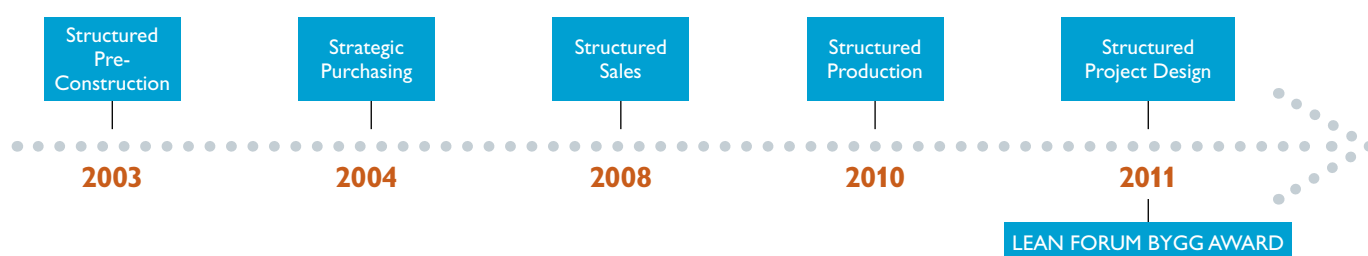 Structured
Pre-
Construction
Strategic
Purchasing
Structured
Sales
Structured
Production
Structured
Project Design
2003
2004
2008
2010
2011
LEAN FORUM BYGG AWARD